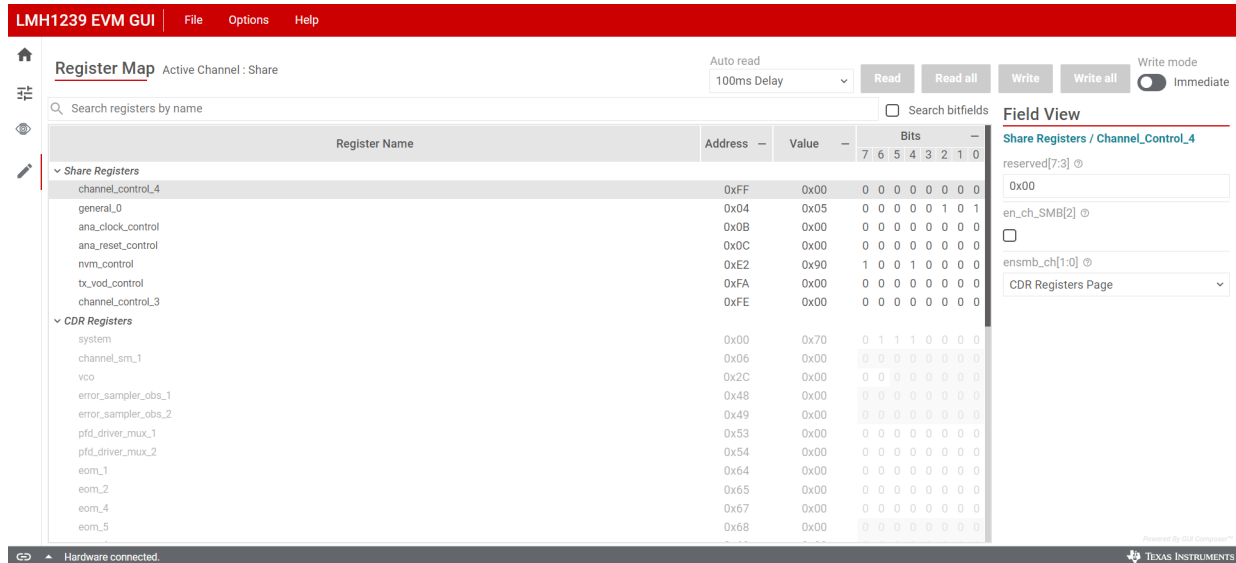 LMH1239 EVM GUI File Options Help
Register Map Active Channel : Share
Auto read
100ms Delay
Read Read all Write Write all
Write mode
Immediate
Search registers by name
Search bitfields
Register Name Address Value Bits
7 6 5 4 3 2 1 0
Share Registers
channel_control_4 0xFF 0x00 0 0 0 0 0 0 0 0
general_0 0x04 0x05 0 0 0 0 0 1 0 1
ana_clock_control 0x0B 0x00 0 0 0 0 0 0 0 0
ana_reset_control 0x0C 0x00 0 0 0 0 0 0 0 0
nvm_control 0xE2 0x90 1 0 0 1 0 0 0 0
tx_vod_control 0xFA 0x00 0 0 0 0 0 0 0 0
channel_control_3 0xFE 0x00 0 0 0 0 0 0 0 0
CDR Registers
system 0x00 0x70 0 1 1 1 0 0 0 0
channel_sm_1 0x06 0x00 0 0 0 0 0 0 0 0
vco 0x2C 0x00 0 0 0 0 0 0 0 0
error_sampler_obs_1 0x48 0x00 0 0 0 0 0 0 0 0
error_sampler_obs_2 0x49 0x00 0 0 0 0 0 0 0 0
pfd_driver_mux_1 0x53 0x00 0 0 0 0 0 0 0 0
pfd_driver_mux_2 0x54 0x00 0 0 0 0 0 0 0 0
eom_1 0x64 0x00 0 0 0 0 0 0 0 0
eom_2 0x65 0x00 0 0 0 0 0 0 0 0
eom_4 0x67 0x00 0 0 0 0 0 0 0 0
eom_5 0x68 0x00 0 0 0 0 0 0 0 0
Field View
Share Registers / Channel_Control_4
reserved[7:3]
0x00
en_ch_SMB[2]
ensmb_ch[1:0]
CDR Registers Page
Powered By GUI Composer™
Hardware connected.
TEXAS INSTRUMENTS